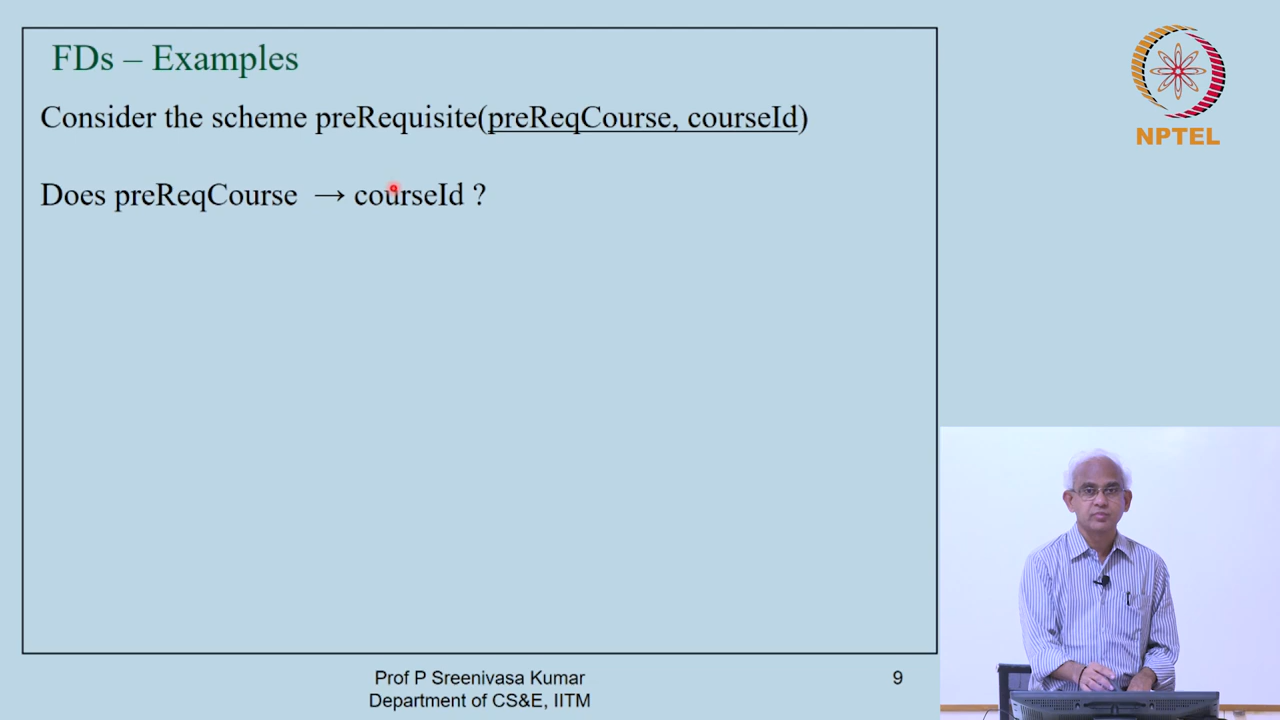 FDs – Examples
Consider the scheme preRequisite(preReqCourse, courseId)
Does preReqCourse → courseId ?
NPTEL
Prof P Sreenivasa Kumar
Department of CS&E, IITM
9